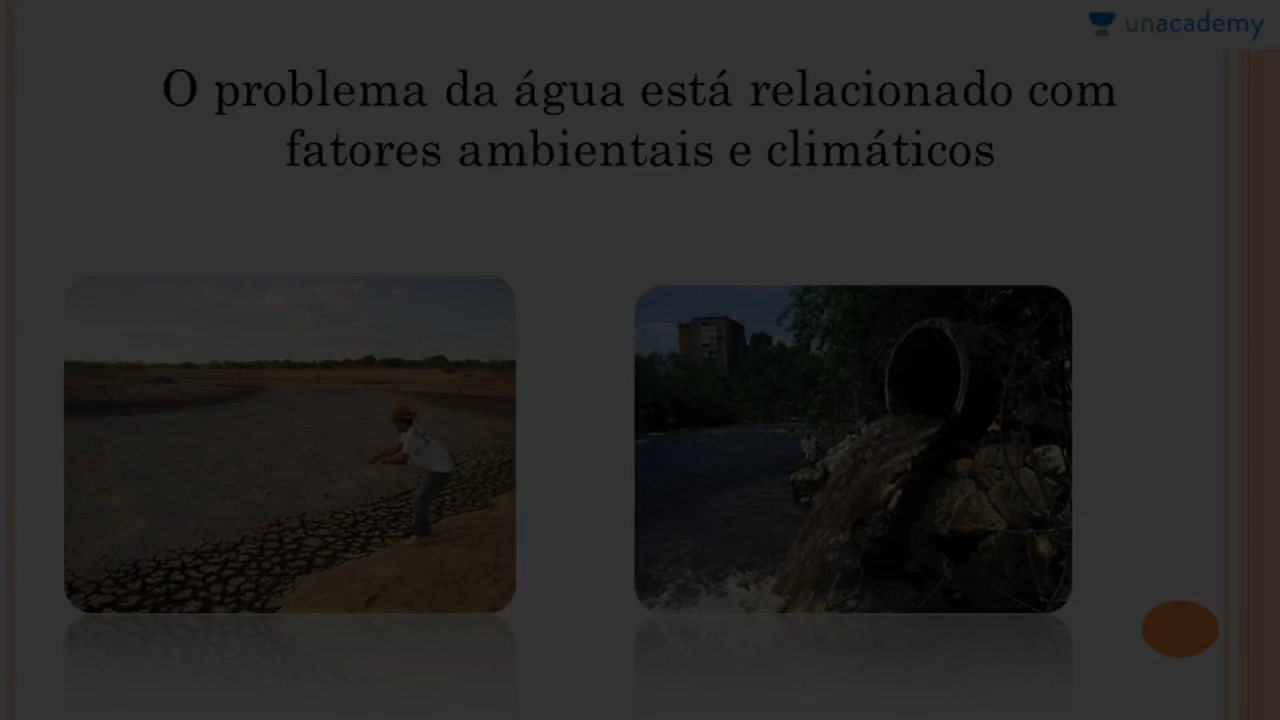 unacademy
O problema da água está relacionado com
fatores ambientais e climáticos